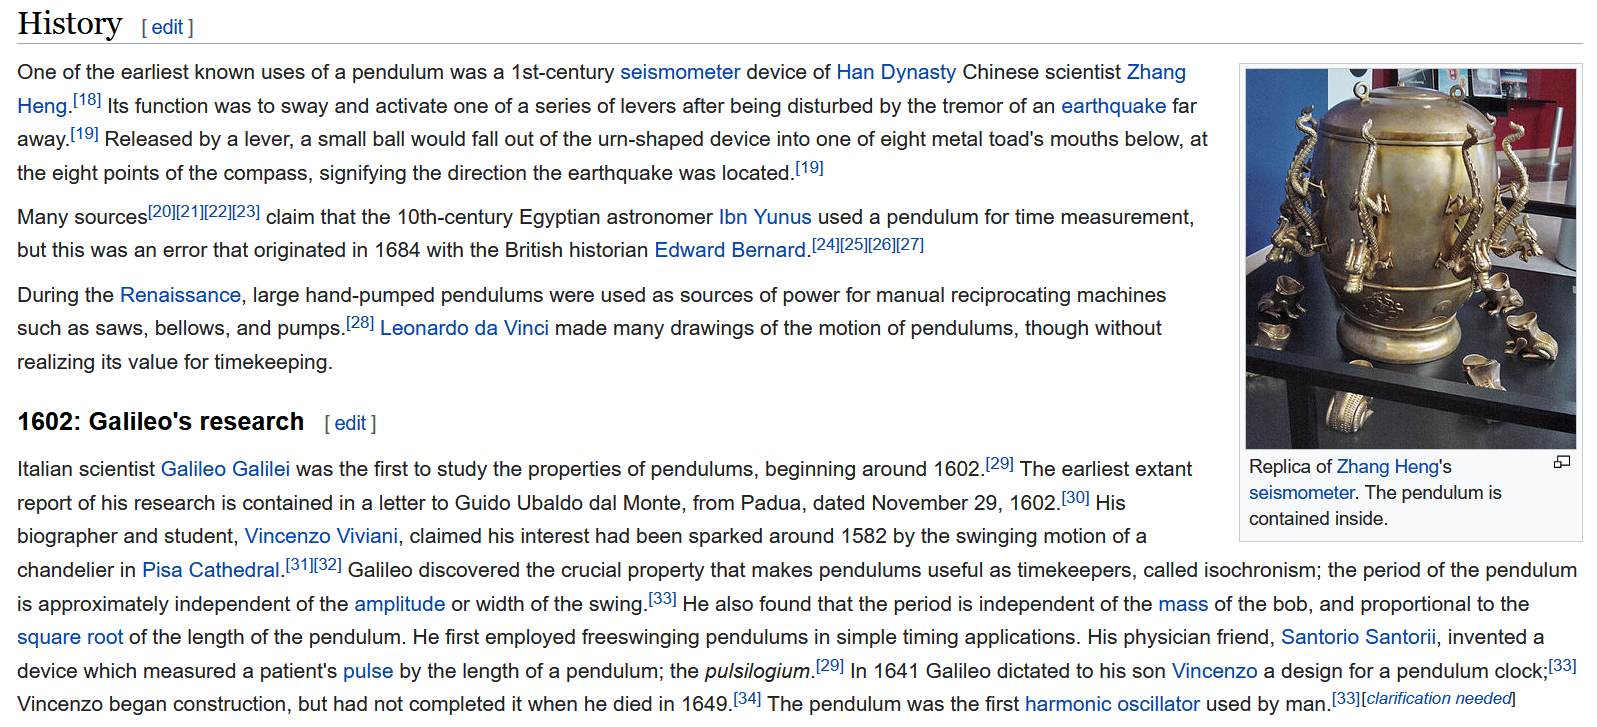 History [ edit ]
One of the earliest known uses of a pendulum was a 1st-century seismometer device of Han Dynasty Chinese scientist Zhang
Heng.[18] Its function was to sway and activate one of a series of levers after being disturbed by the tremor of an earthquake far
away.[19] Released by a lever, a small ball would fall out of the urn-shaped device into one of eight metal toad's mouths below, at
the eight points of the compass, signifying the direction the earthquake was located.[19]
Many sources[20][21][22][23] claim that the 10th-century Egyptian astronomer Ibn Yunus used a pendulum for time measurement,
but this was an error that originated in 1684 with the British historian Edward Bernard.[24][25][26][27]
During the Renaissance, large hand-pumped pendulums were used as sources of power for manual reciprocating machines
such as saws, bellows, and pumps.[28] Leonardo da Vinci made many drawings of the motion of pendulums, though without
realizing its value for timekeeping.
Replica of Zhang Heng's
seismometer. The pendulum is
contained inside.
1602: Galileo's research [ edit ]
Italian scientist Galileo Galilei was the first to study the properties of pendulums, beginning around 1602.[29] The earliest extant
report of his research is contained in a letter to Guido Ubaldo dal Monte, from Padua, dated November 29, 1602.[30] His
biographer and student, Vincenzo Viviani, claimed his interest had been sparked around 1582 by the swinging motion of a
chandelier in Pisa Cathedral.[31][32] Galileo discovered the crucial property that makes pendulums useful as timekeepers, called isochronism; the period of the pendulum
is approximately independent of the amplitude or width of the swing.[33] He also found that the period is independent of the mass of the bob, and proportional to the
square root of the length of the pendulum. He first employed freeswinging pendulums in simple timing applications. His physician friend, Santorio Santorii, invented a
device which measured a patient's pulse by the length of a pendulum; the pulsilogium.[29] In 1641 Galileo dictated to his son Vincenzo a design for a pendulum clock;[33]
Vincenzo began construction, but had not completed it when he died in 1649.[34] The pendulum was the first harmonic oscillator used by man.[33][clarification needed]